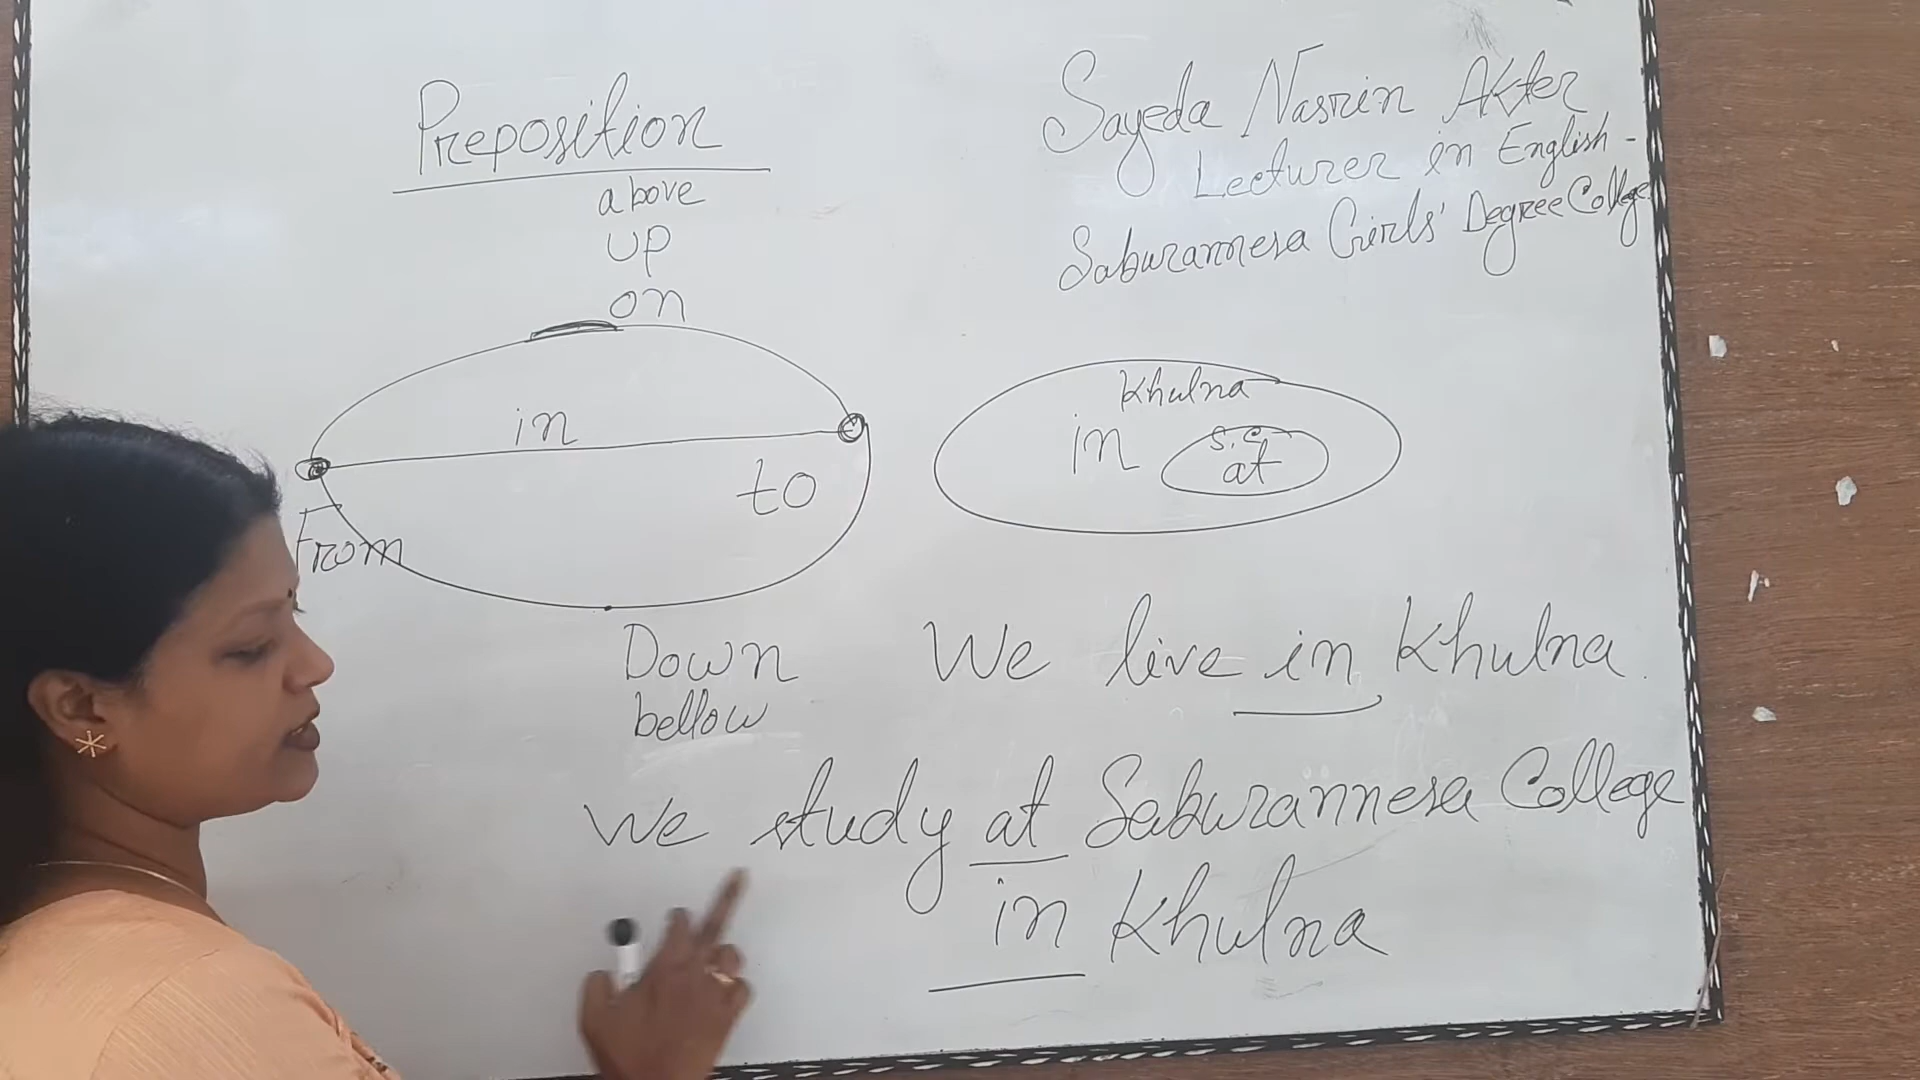 Preposition
above
up
on
in
to
From
Down
bellow
Sayeda Nasrin Akter
Lecturer in English -
Saburannesa Girls' Degree College
Khulna
in
s.c.
at
We live in Khulna.
We study at Saburannesa College
in Khulna